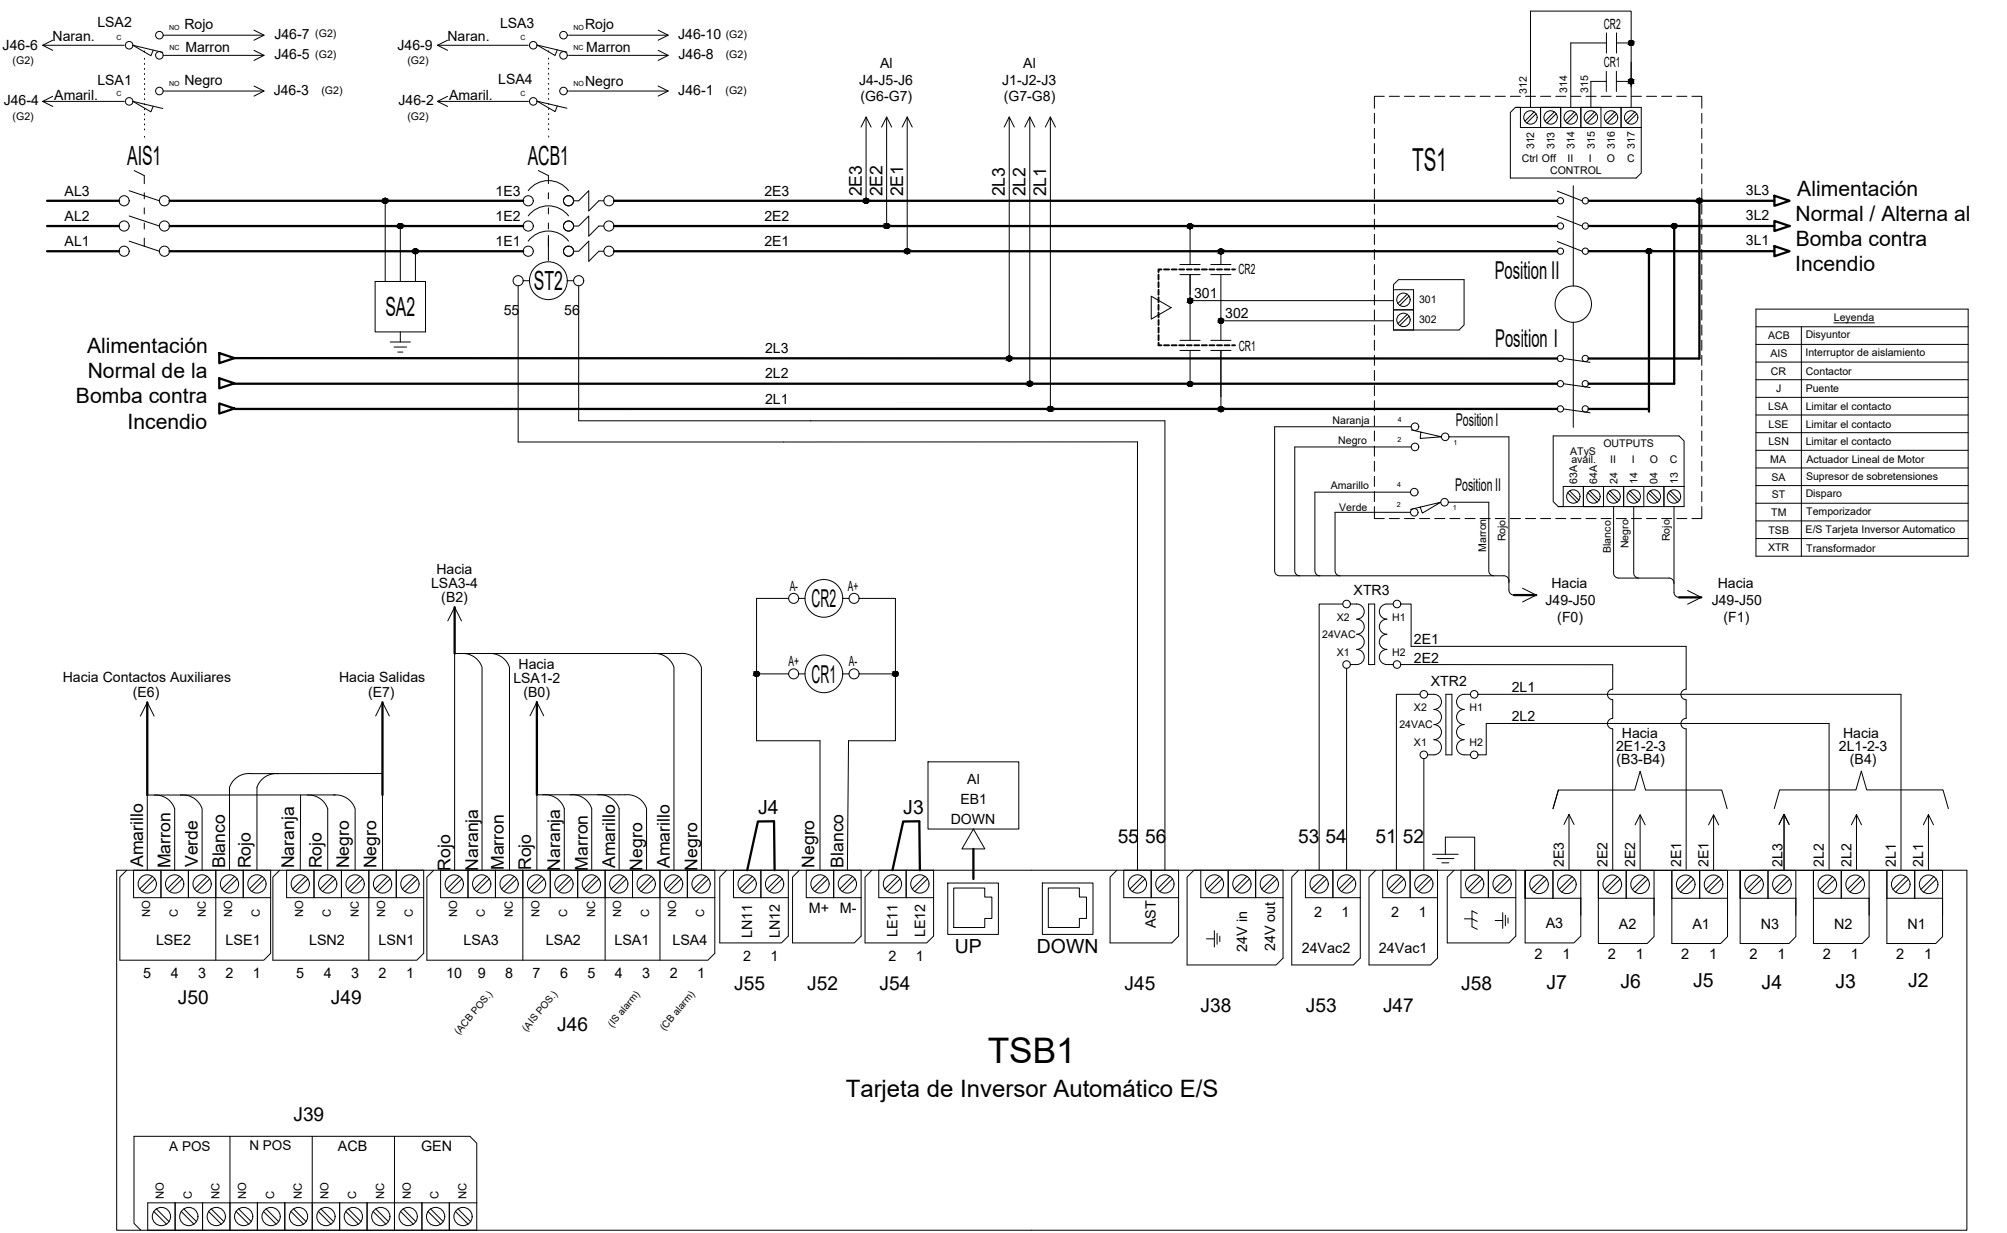 LSA2
NO Rojo
J46-7 (G2)
Naran.
C
J46-6
(G2)
NC Marron
J46-5 (G2)
LSA1
NO Negro
J46-3 (G2)
C
J46-4
Amaril.
(G2)
LSA3
NO Rojo
J46-10 (G2)
Naran.
C
J46-9
(G2)
NC Marron
J46-8 (G2)
LSA4
NO Negro
J46-1 (G2)
C
J46-2
Amaril.
(G2)
Al
J4-J5-J6
(G6-G7)
Al
J1-J2-J3
(G7-G8)
2E3
2E2
2E1
2L3
2L2
2L1
AIS1
ACB1
AL3
AL2
AL1
1E3
1E2
1E1
2E3
2E2
2E1
SA2
ST2
55
56
TS1
CR2
CR1
312
314
315
312
313
314
315
316
317
Ctrl Off II I O C
CONTROL
3L3
3L2
3L1
Alimentación
Normal / Alterna al
Bomba contra
Incendio
Position II
CR2
301
302
301
302
CR1
Position I
Alimentación
Normal de la
Bomba contra
Incendio
2L3
2L2
2L1
Leyenda
ACB Disyuntor
AIS Interruptor de aislamiento
CR Contactor
J Puente
LSA Limitar el contacto
LSE Limitar el contacto
LSN Limitar el contacto
MA Actuador Lineal de Motor
SA Supresor de sobretensiones
ST Disparo
TM Temporizador
TSB E/S Tarjeta Inversor Automatico
XTR Transformador
Naranja 4 Position I
Negro 2 1
Amarillo 4 Position II
Verde 2 1
Marron
Rojo
OUTPUTS
ATyS
avail. II I O C
63A
64A
24
14
04
13
Blanco
Negro
Rojo
Hacia
J49-J50
(F0)
Hacia
J49-J50
(F1)
XTR3
X2 H1
24VAC
X1 H2
2E1
2E2
XTR2
X2 H1
24VAC
X1 H2
2L1
2L2
Hacia
2E1-2-3
(B3-B4)
Hacia
2L1-2-3
(B4)
Hacia
LSA3-4
(B2)
Hacia
LSA1-2
(B0)
Hacia Contactos Auxiliares
(E6)
Hacia Salidas
(E7)
A- CR2 A+
A+ CR1 A-
Al
EB1
DOWN
J4
J3
Amarillo
Marron
Verde
Blanco
Rojo
Naranja
Rojo
Negro
Negro
Rojo
Naranja
Marron
Rojo
Naranja
Marron
Amarillo
Negro
Amarillo
Negro
Negro
Blanco
55
56
53
54
51
52
2E3
2E2
2E2
2E1
2E1
2L3
2L2
2L2
2L1
2L1
NO C NC NO C
LSE2 LSE1
5 4 3 2 1
J50
NO C NC NO C
LSN2 LSN1
5 4 3 2 1
J49
NO C NC NO C NC C NO C NO
LSA3 LSA2 LSA1 LSA4
10 9 8 7 6 5 4 3 2 1
(ACB POS.)
(AIS POS.)
(IS alarm)
(CB alarm)
J46
LN11
LN12
2 1
J55
M+ M-
J52
LE11
LE12
2 1
J54
UP
DOWN
AST
J45
24V in
24V out
J38
2 1
24Vac2
J53
2 1
24Vac1
J47
J58
A3
2 1
J7
A2
2 1
J6
A1
2 1
J5
N3
2 1
J4
N2
2 1
J3
N1
2 1
J2
TSB1
Tarjeta de Inversor Automático E/S
J39
A POS N POS ACB GEN
NO C NC NO C NC NO C NC NO C NC